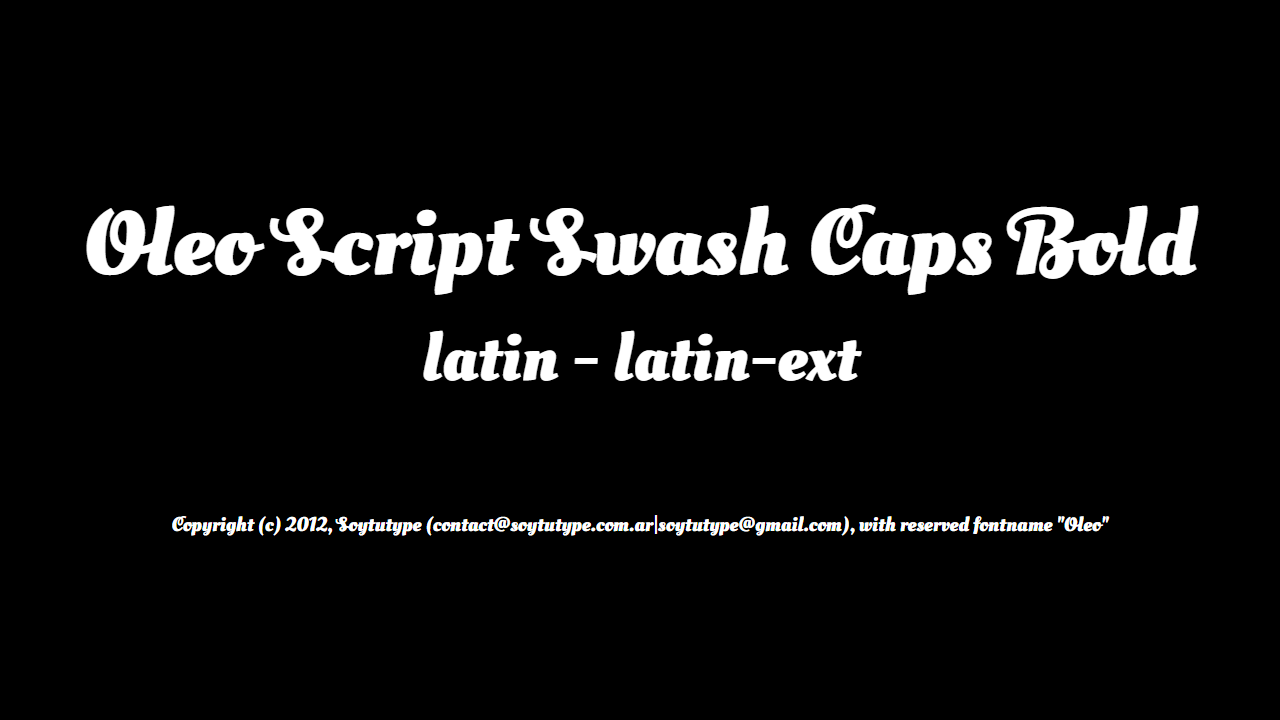 Oleo Script Swash Caps Bold
latin - latin-ext
Copyright (c) 2012, Soytutype (contact@soytutype.com.ar|soytutype@gmail.com), with reserved fontname "Oleo"